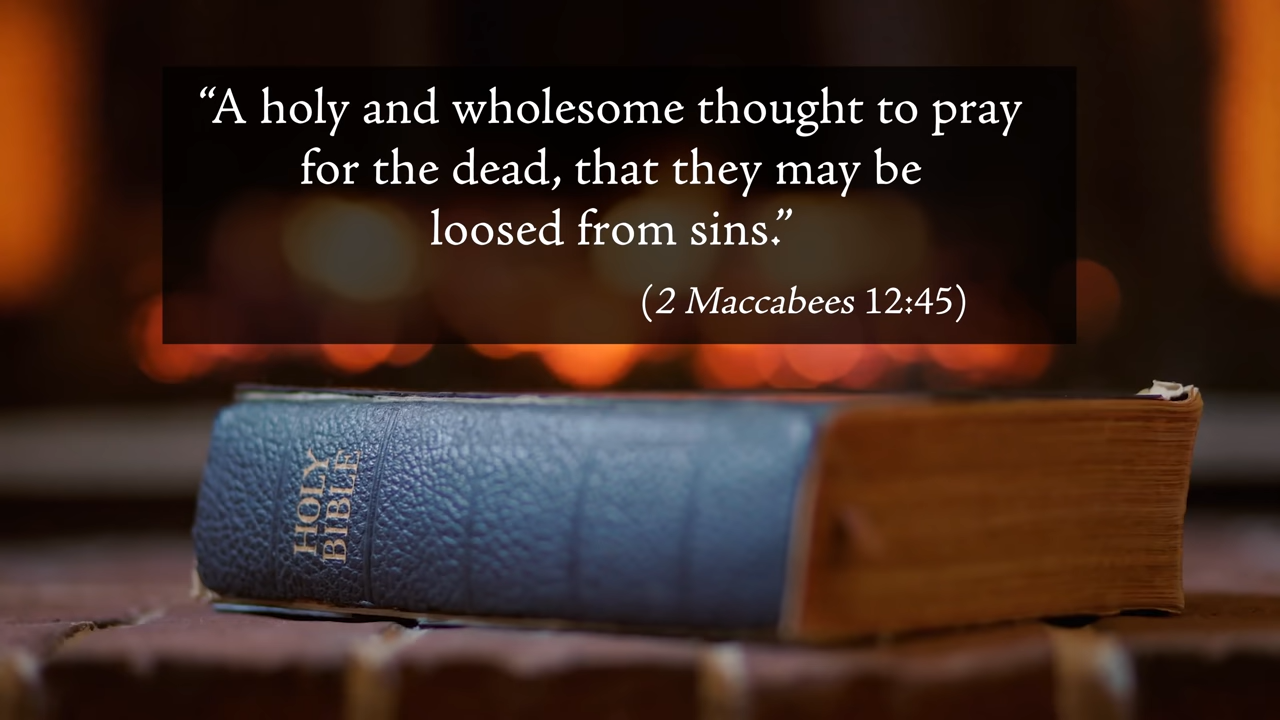 “A holy and wholesome thought to pray
for the dead, that they may be
loosed from sins.”
(2 Maccabees 12:45)
HOLY
BIBLE